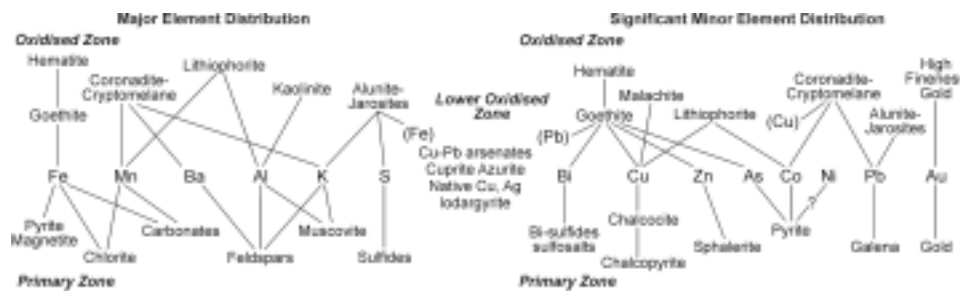 Major Element Distribution
Oxidised Zone
Hematite
Coronadite-
Cryptomelane
Lithiophorite
Kaolinite
Alunite-
Jarosites
Goethite
(Fe)
Fe Mn Ba Al K S
Pyrite
Magnetite
Chlorite
Carbonates
Feldspars
Muscovite
Sulfides
Primary Zone
Lower Oxidised
Zone
Cu-Pb arsenates
Cuprite Azurite
Native Cu, Ag
Iodargyrite
Significant Minor Element Distribution
Oxidised Zone
Hematite
Malachite
Goethite
Lithiophorite
Coronadite-
Cryptomelane
High
Fineness
Gold
(Pb)
(Cu)
Alunite-
Jarosites
Bi Cu Zn As Co Ni Pb Au
?
Bi-sulfides
sulfosalts
Chalcocite
Chalcopyrite
Sphalerite
Pyrite
Galena
Gold
Primary Zone